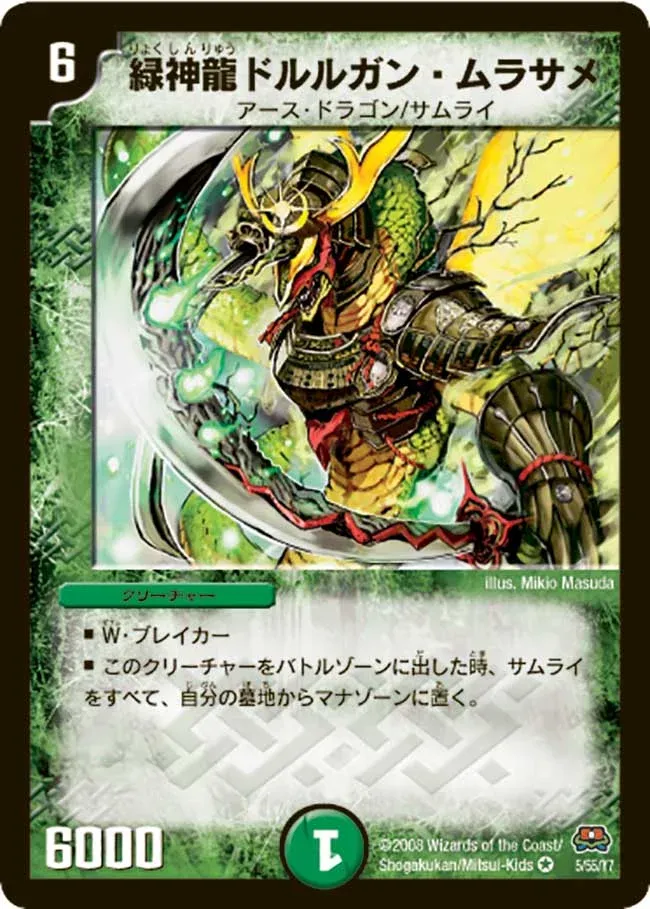 6
りょくしんりゅう
緑神龍ドルルガン・ムラサメ
アース・ドラゴン/サムライ
illus. Mikio Masuda
クリーチャー
■ W・ブレイカー
■ このクリーチャーをバトルゾーンに出した時、サムライ
をすべて、自分の墓地からマナゾーンに置く。
6000
1
©2008 Wizards of the Coast/
Shogakukan/Mitsui-Kids
5/55/Y7